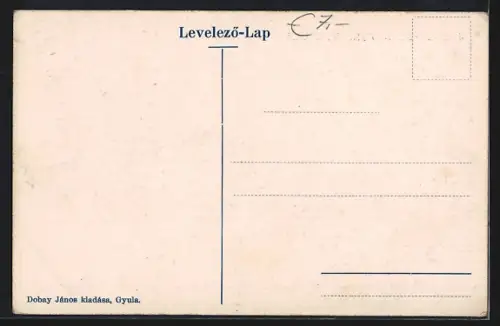 € 7,-
Levelező-Lap
Dobay János kiadása, Gyula.